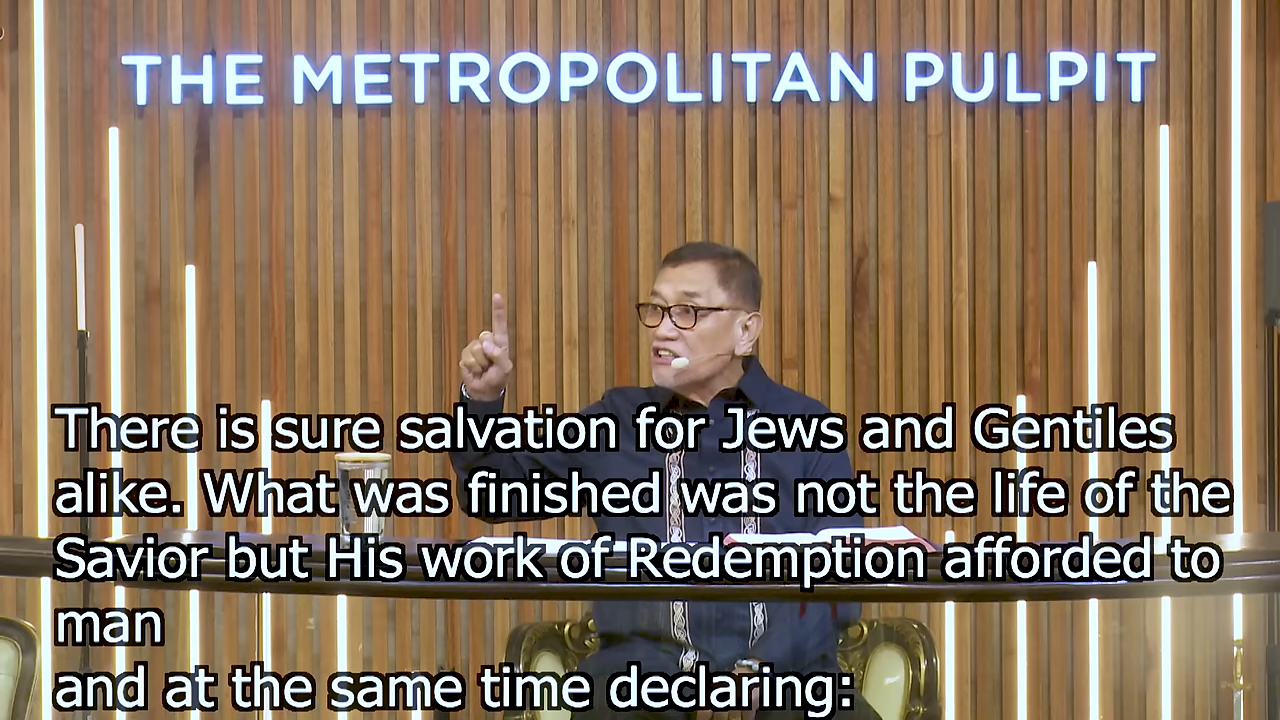 THE METROPOLITAN PULPIT
There is sure salvation for Jews and Gentiles
alike. What was finished was not the life of the
Savior but His work of Redemption afforded to
man
and at the same time declaring: